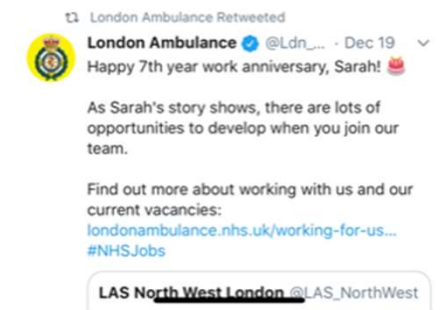 London Ambulance Retweeted
London Ambulance @Ldn_... · Dec 19
Happy 7th year work anniversary, Sarah! 🎂
As Sarah's story shows, there are lots of
opportunities to develop when you join our
team.
Find out more about working with us and our
current vacancies:
londonambulance.nhs.uk/working-for-us...
#NHSJobs
LAS North West London @LAS_NorthWest